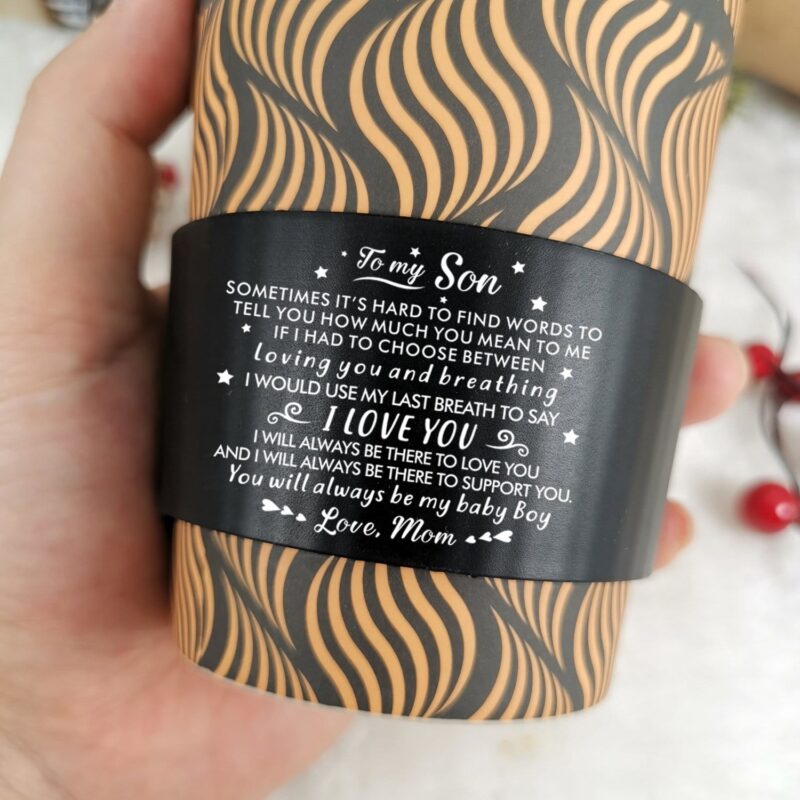 To my Son
SOMETIMES IT'S HARD TO FIND WORDS TO
TELL YOU HOW MUCH YOU MEAN TO ME
IF I HAD TO CHOOSE BETWEEN
loving you and breathing
I WOULD USE MY LAST BREATH TO SAY
I LOVE YOU
I WILL ALWAYS BE THERE TO LOVE YOU
AND I WILL ALWAYS BE THERE TO SUPPORT YOU.
You will always be my baby Boy
Love, Mom